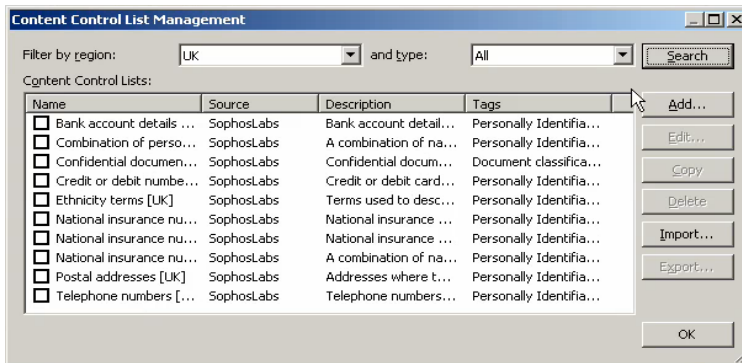 Content Control List Management
Filter by region: UK and type: All Search
Content Control Lists:
Name Source Description Tags
Bank account details ... SophosLabs Bank account detail... Personally Identifia...
Combination of perso... SophosLabs A combination of na... Personally Identifia...
Confidential documen... SophosLabs Confidential docum... Document classifica...
Credit or debit numbe... SophosLabs Credit or debit card... Personally Identifia...
Ethnicity terms [UK] SophosLabs Terms used to desc... Personally Identifia...
National insurance nu... SophosLabs National insurance ... Personally Identifia...
National insurance nu... SophosLabs National insurance ... Personally Identifia...
National insurance nu... SophosLabs A combination of na... Personally Identifia...
Postal addresses [UK] SophosLabs Addresses where t... Personally Identifia...
Telephone numbers [... SophosLabs Telephone numbers... Personally Identifia...
Add...
Edit...
Copy
Delete
Import...
Export...
OK